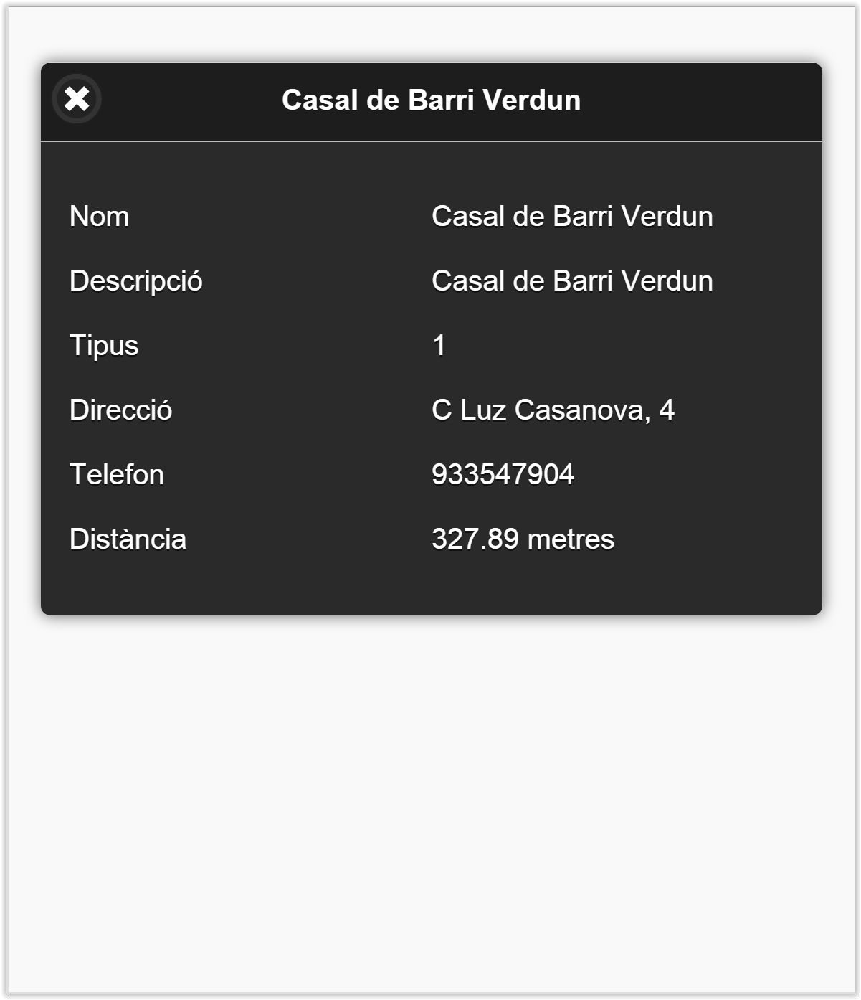 Casal de Barri Verdun
Nom Casal de Barri Verdun
Descripció Casal de Barri Verdun
Tipus 1
Direcció C Luz Casanova, 4
Telefon 933547904
Distància 327.89 metres